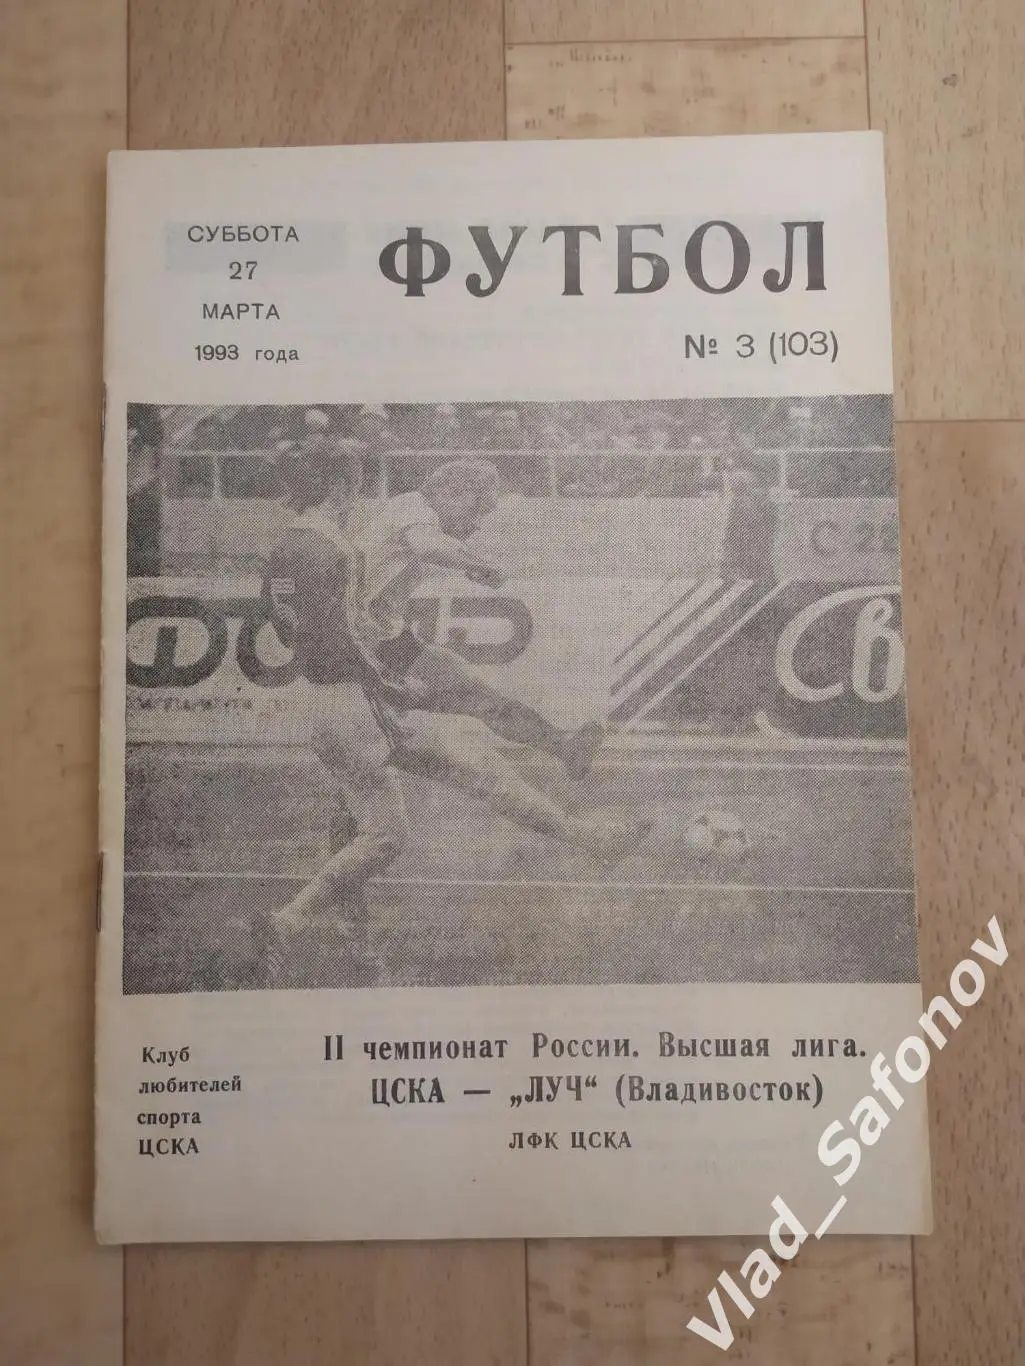 СУББОТА
27
МАРТА
1993 года
ФУТБОЛ
№ 3 (103)
Клуб
любителей
спорта
ЦСКА
II чемпионат России. Высшая лига.
ЦСКА — „ЛУЧ“ (Владивосток)
ЛФК ЦСКА
Vlad_Safonov